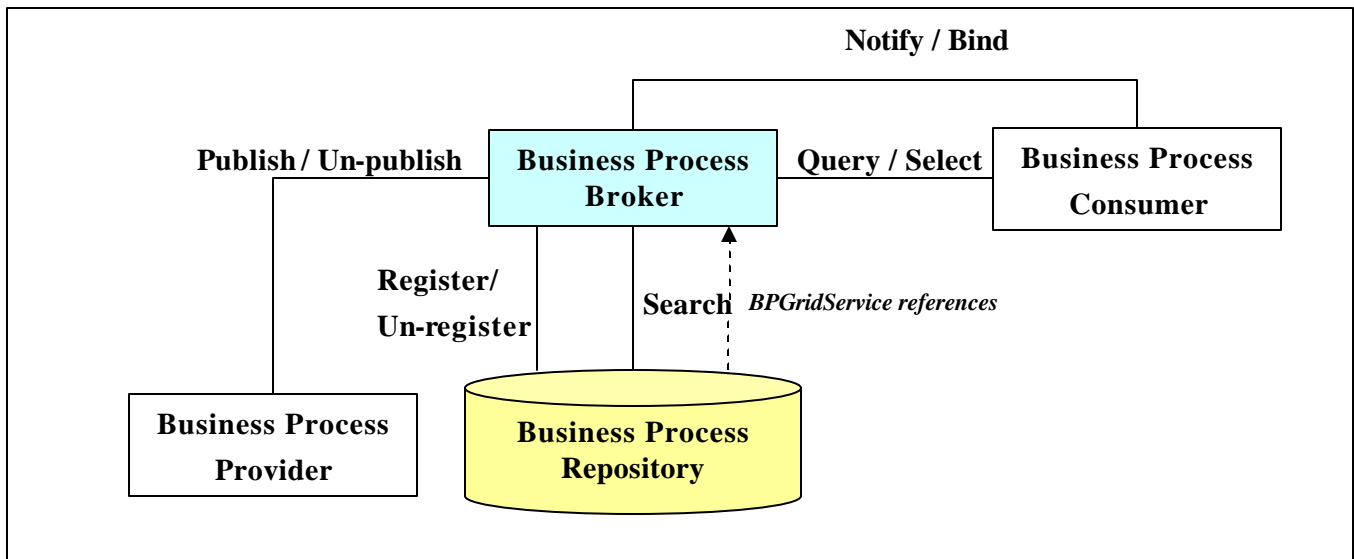 Notify / Bind
Publish / Un-publish
Business Process
Broker
Query / Select
Business Process
Consumer
Register/
Un-register
Search
BPGridService references
Business Process
Provider
Business Process
Repository